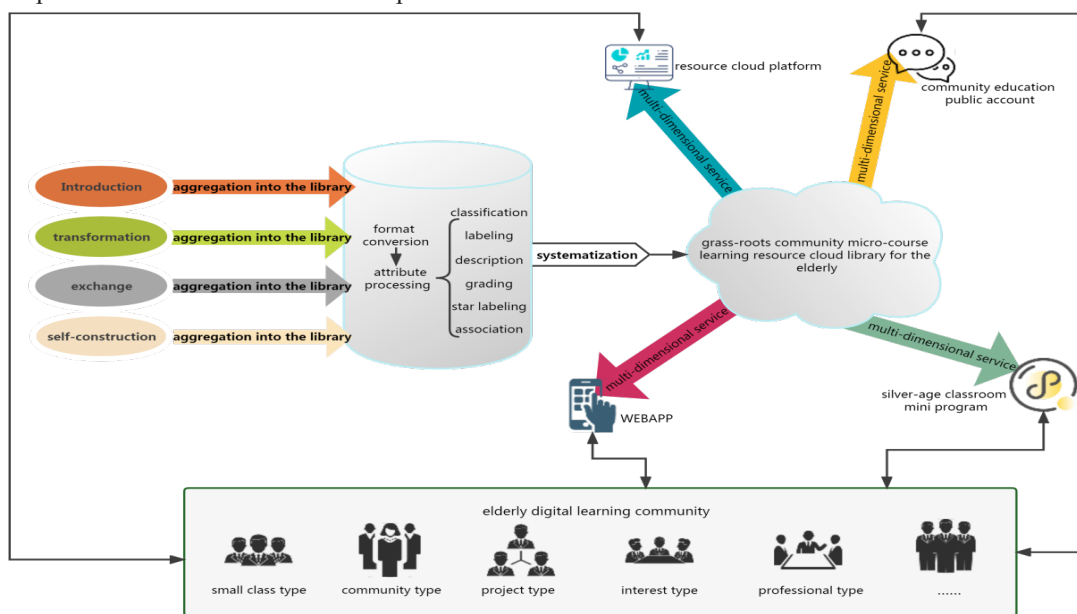 resource cloud platform
community education
public account
multi-dimensional service
multi-dimensional service
Introduction
aggregation into the library
transformation
aggregation into the library
exchange
aggregation into the library
self-construction
aggregation into the library
format
conversion
attribute
processing
classification
labeling
description
grading
star labeling
association
systematization
grass-roots community micro-course
learning resource cloud library for the
elderly
multi-dimensional service
multi-dimensional service
WEBAPP
silver-age classroom
mini program
elderly digital learning community
small class type
community type
project type
interest type
professional type
......